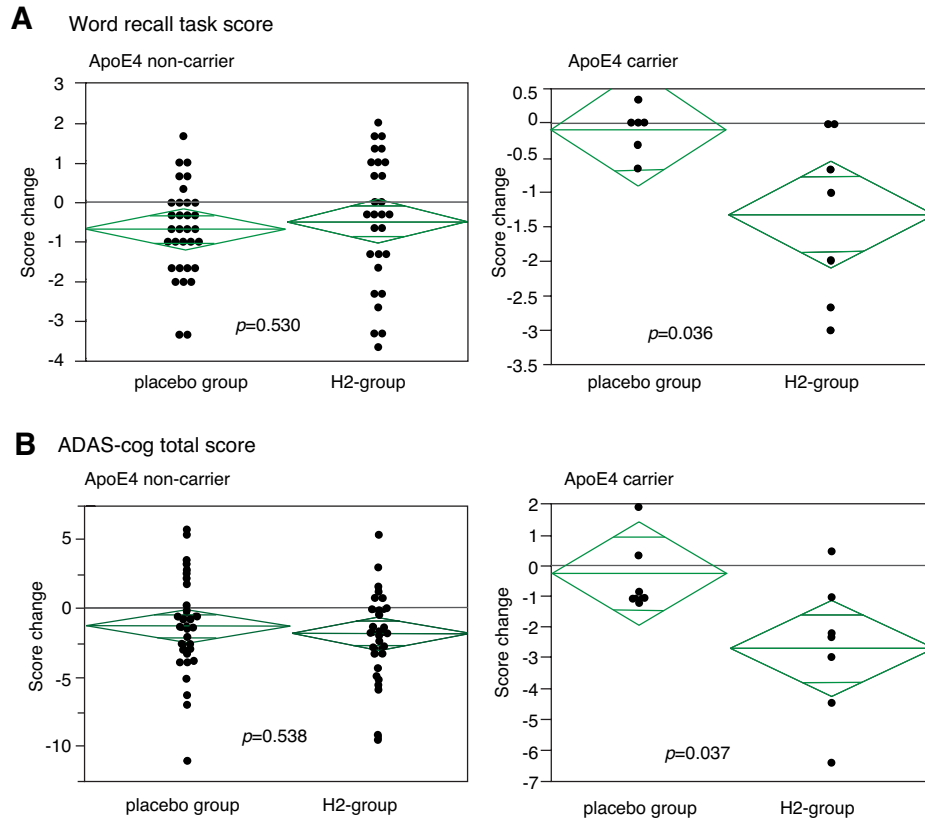 A Word recall task score
ApoE4 non-carrier
Score change
3
2
1
0
-1
-2
-3
-4
p=0.530
placebo group H2-group
ApoE4 carrier
Score change
0.5
0
-0.5
-1
-1.5
-2
-2.5
-3
-3.5
p=0.036
placebo group H2-group
B ADAS-cog total score
ApoE4 non-carrier
Score change
5
0
-5
-10
p=0.538
placebo group H2-group
ApoE4 carrier
Score change
2
1
0
-1
-2
-3
-4
-5
-6
-7
p=0.037
placebo group H2-group